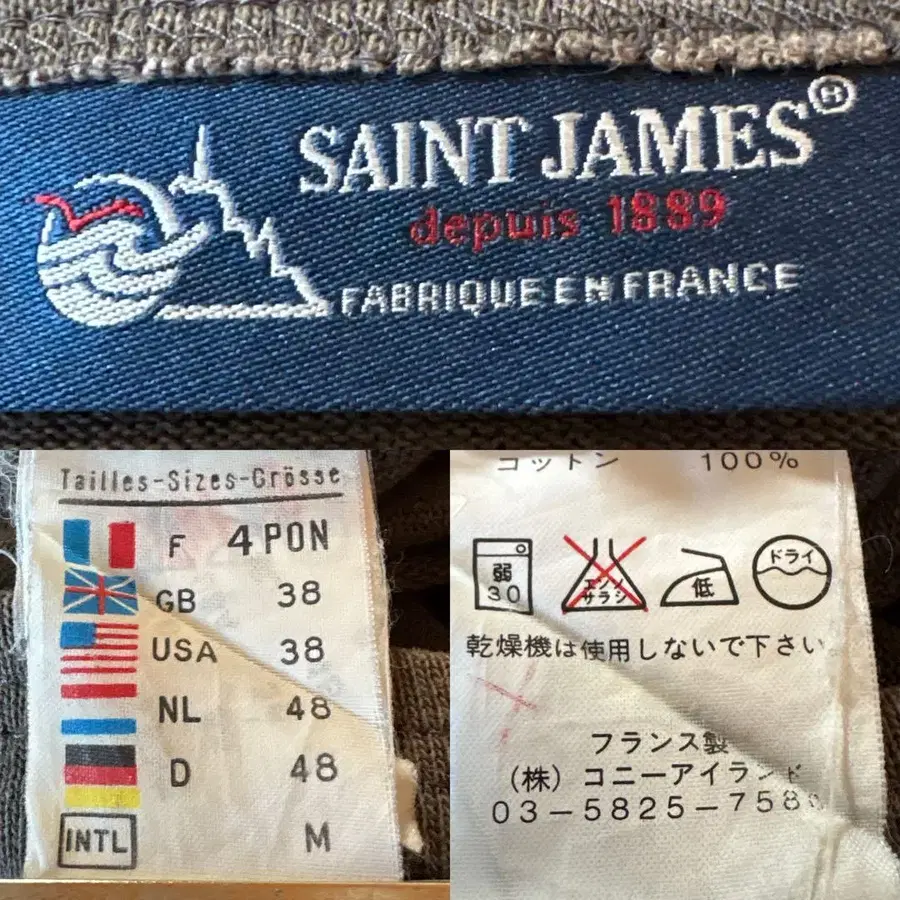 SAINT JAMES®
depuis 1889
FABRIQUE EN FRANCE
Tailles-Sizes-Grösse
F 4 PON
GB 38
USA 38
NL 48
D 48
INTL M
コットン 100%
弱
30
エンソ
サラシ
低
ドライ
乾燥機は使用しないで下さい。
フランス製
(株) コニーアイランド
03-5825-758